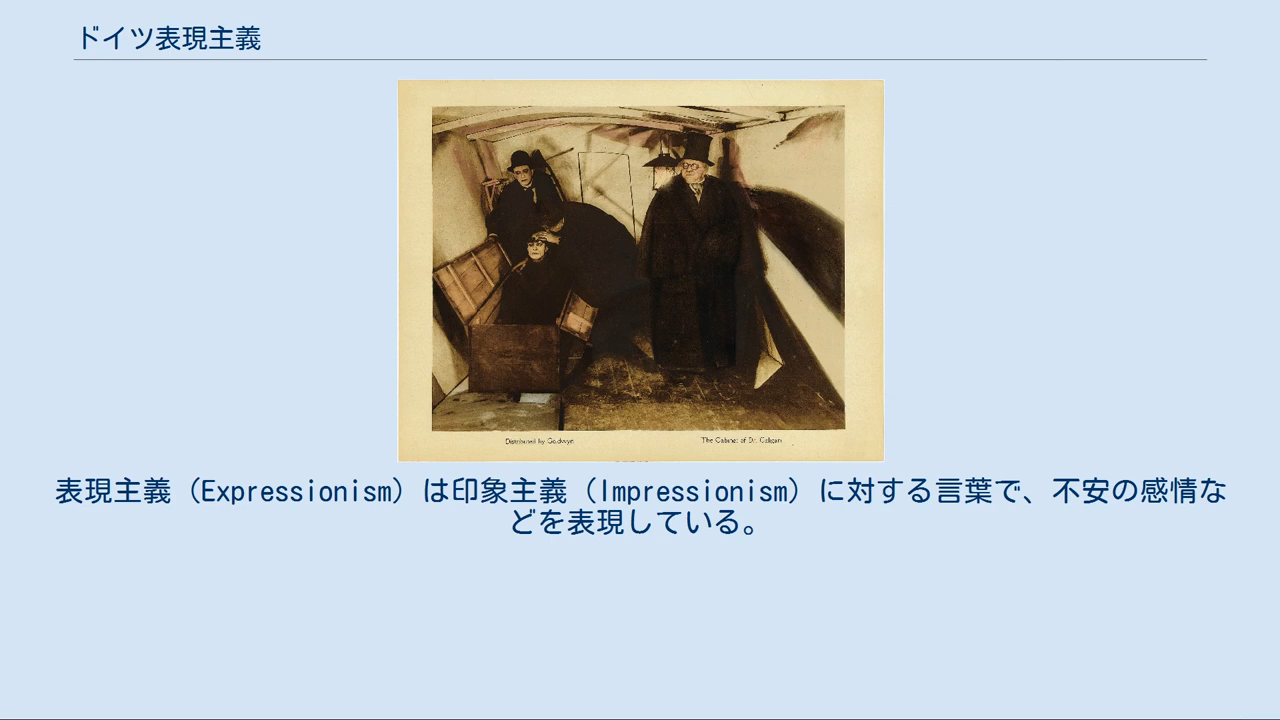 ドイツ表現主義
Distributed by Goldwyn
The Cabinet of Dr. Caligari
表現主義（Expressionism）は印象主義（Impressionism）に対する言葉で、不安の感情な
どを表現している。